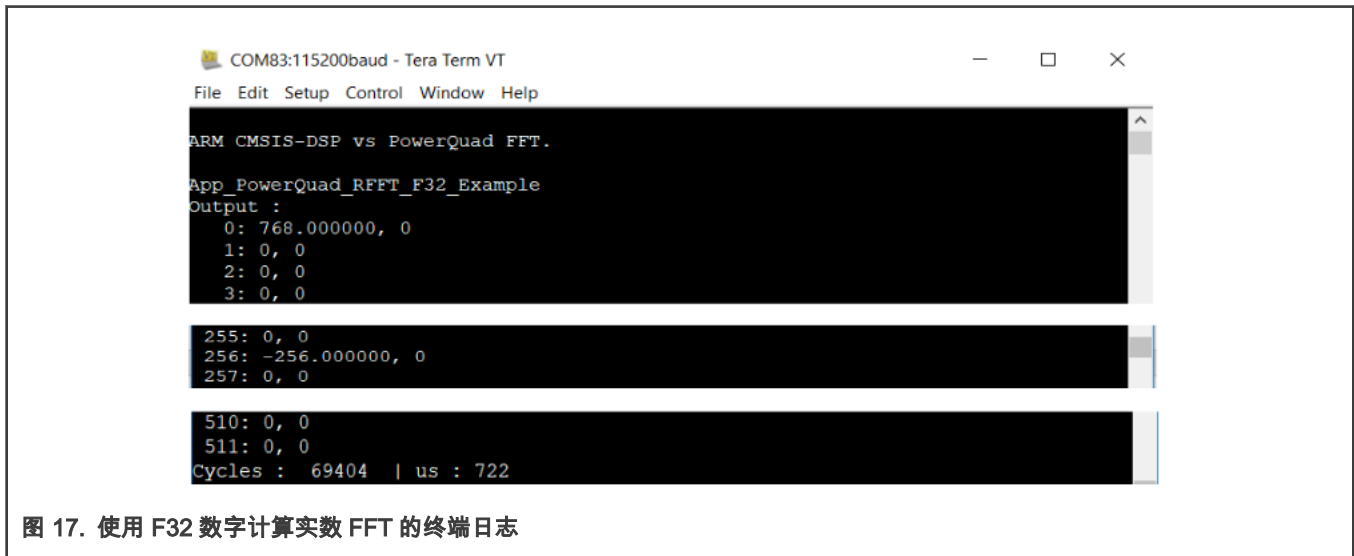 COM83:115200baud - Tera Term VT
File Edit Setup Control Window Help
ARM CMSIS-DSP vs PowerQuad FFT.
App_PowerQuad_RFFT_F32_Example
Output :
0: 768.000000, 0
1: 0, 0
2: 0, 0
3: 0, 0
255: 0, 0
256: -256.000000, 0
257: 0, 0
510: 0, 0
511: 0, 0
Cycles : 69404 | us : 722
图 17. 使用 F32 数字计算实数 FFT 的终端日志